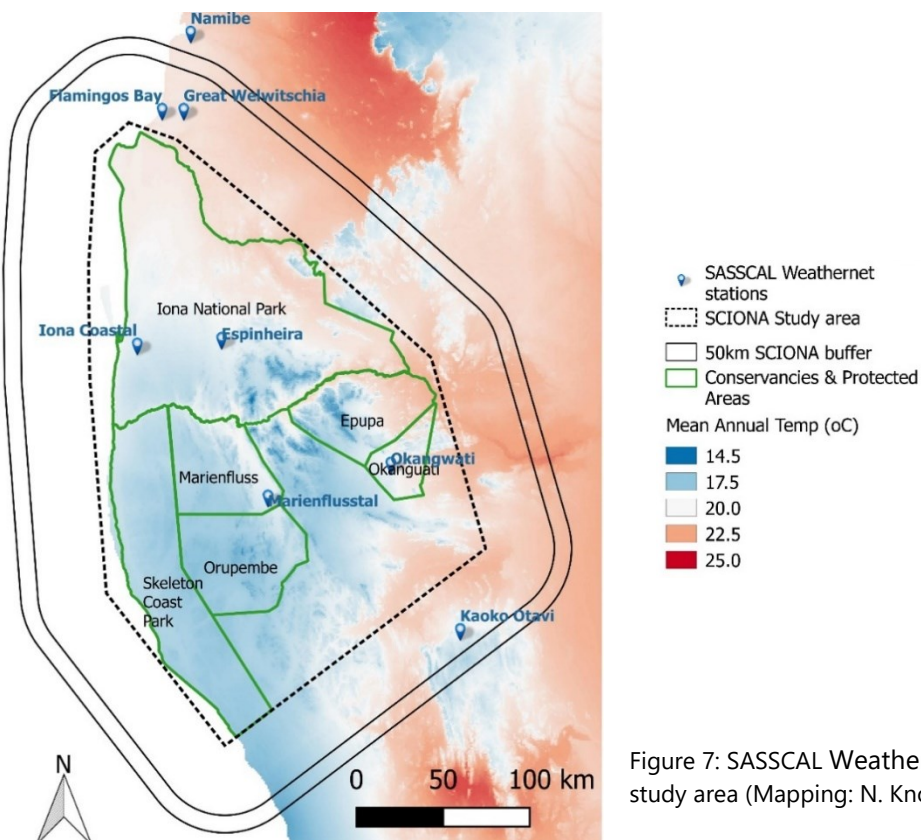 Namibe
Flamingos Bay
Great Welwitschia
Iona National Park
Iona Coastal
Espinheira
Epupa
Okangwati
Okanguati
Marienfluss
Marienflusstal
Orupembe
Skeleton
Coast
Park
Kaoko Otavi
N
0 50 100 km
SASSCAL Weathernet
stations
SCIONA Study area
50km SCIONA buffer
Conservancies & Protected
Areas
Mean Annual Temp (oC)
14.5
17.5
20.0
22.5
25.0
Figure 7: SASSCAL Weathe
study area (Mapping: N. Kno